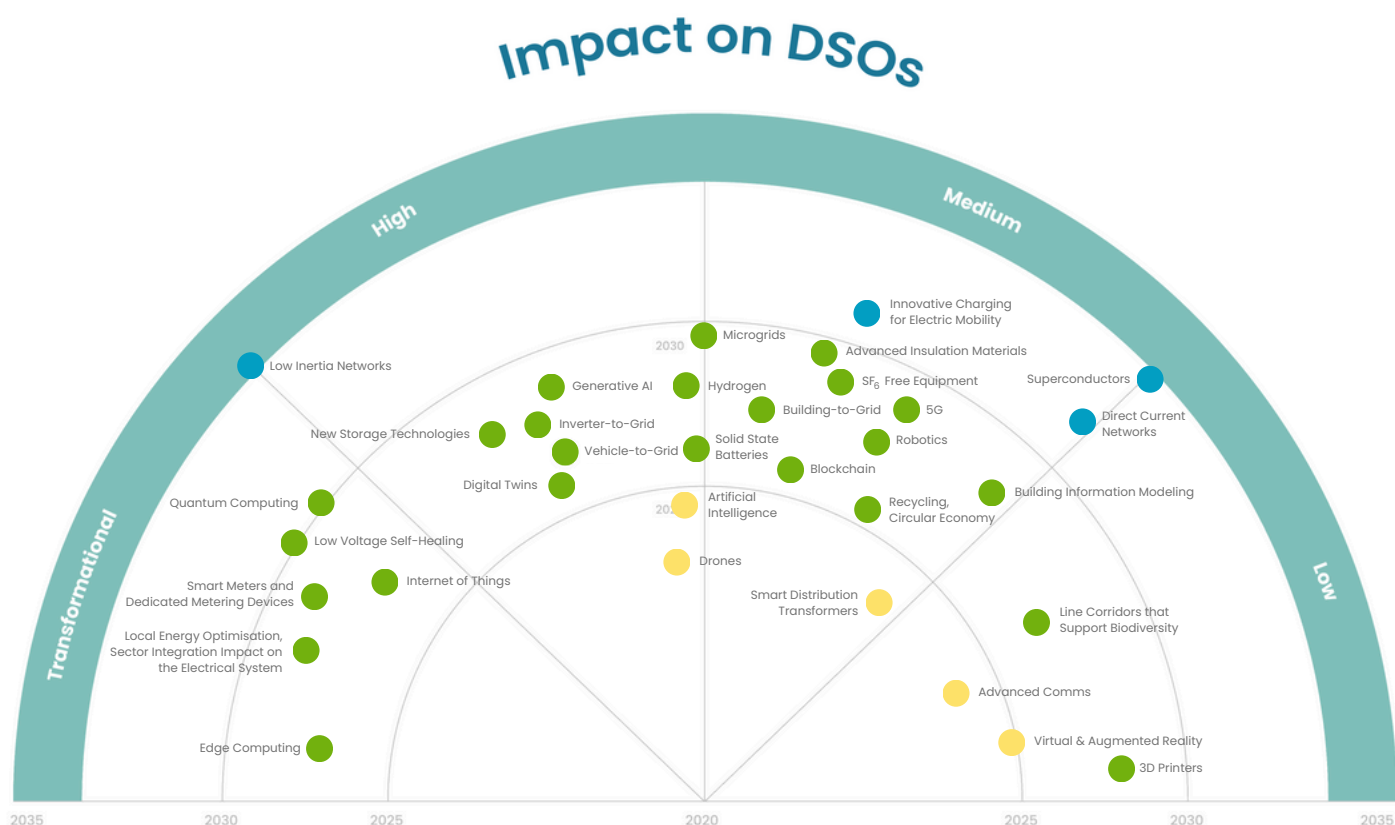 Impact on DSOs
High
Medium
Transformational
Low
Innovative Charging
for Electric Mobility
Microgrids
2030
Advanced Insulation Materials
Low Inertia Networks
Generative AI
Hydrogen
SF6 Free Equipment
Superconductors
Building-to-Grid
5G
Direct Current
Networks
New Storage Technologies
Inverter-to-Grid
Vehicle-to-Grid
Solid State
Batteries
Robotics
Blockchain
Digital Twins
Quantum Computing
Artificial
Intelligence
Recycling,
Circular Economy
Building Information Modeling
Low Voltage Self-Healing
Drones
Internet of Things
Smart Meters and
Dedicated Metering Devices
Smart Distribution
Transformers
Line Corridors that
Support Biodiversity
Local Energy Optimisation,
Sector Integration Impact on
the Electrical System
Advanced Comms
Edge Computing
Virtual & Augmented Reality
3D Printers
2035
2030
2025
2020
2025
2030
2035